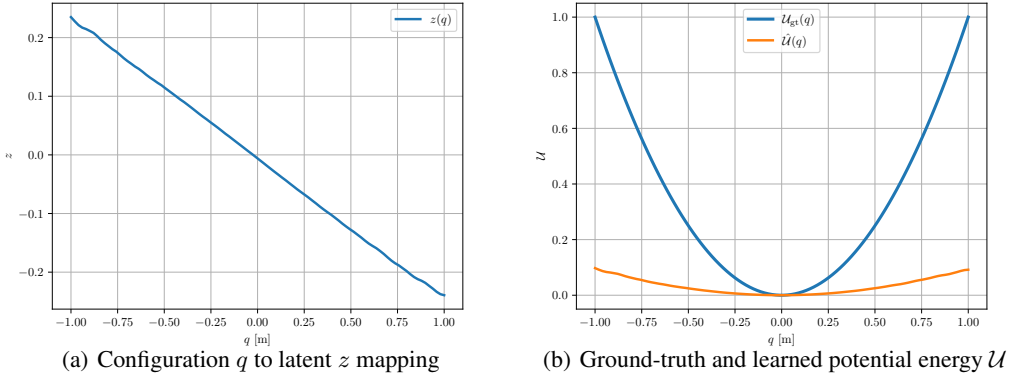 z(q)
0.2
0.1
0.0
−0.1
−0.2
z
−1.00 −0.75 −0.50 −0.25 0.00 0.25 0.50 0.75 1.00
q [m]
(a) Configuration q to latent z mapping
𝒰gt(q)
𝒰̂(q)
1.0
0.8
0.6
0.4
0.2
0.0
𝒰
−1.00 −0.75 −0.50 −0.25 0.00 0.25 0.50 0.75 1.00
q [m]
(b) Ground-truth and learned potential energy 𝒰